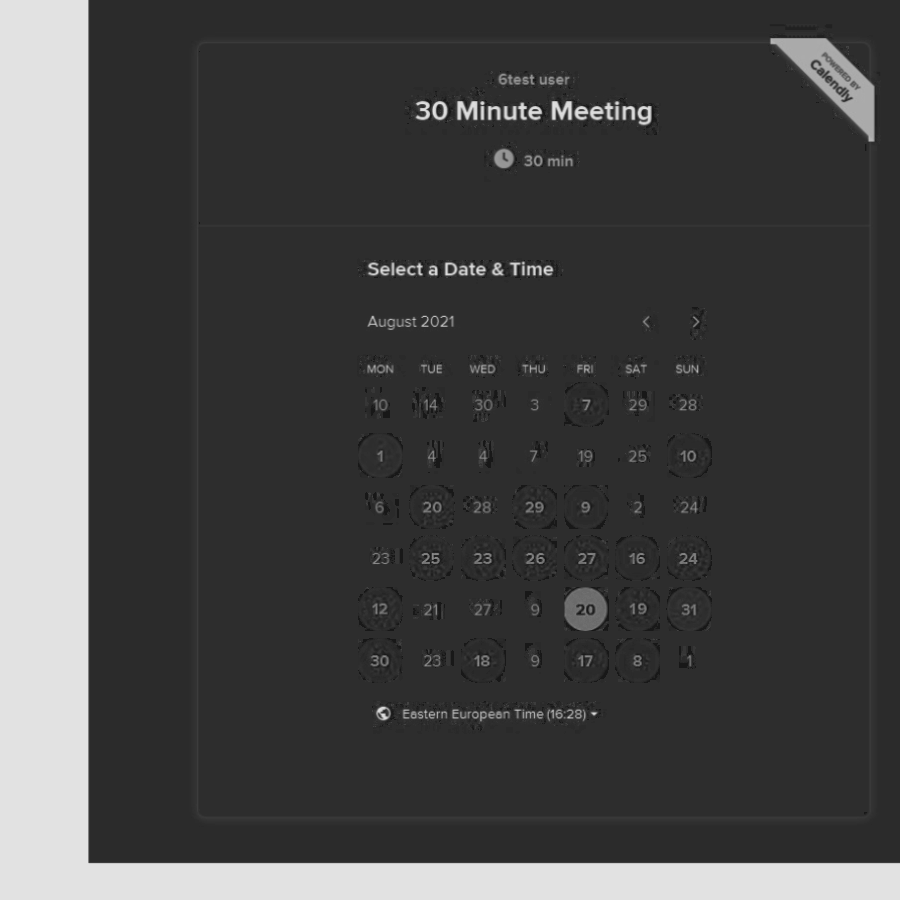 POWERED BY
Calendly
6test user
30 Minute Meeting
30 min
Select a Date & Time
August 2021
MON TUE WED THU FRI SAT SUN
10 14 30 3 7 29 28
1 4 4 7 19 25 10
6 20 28 29 9 2 24
23 25 23 26 27 16 24
12 21 27 9 20 19 31
30 23 18 9 17 8 1
Eastern European Time (16:28)